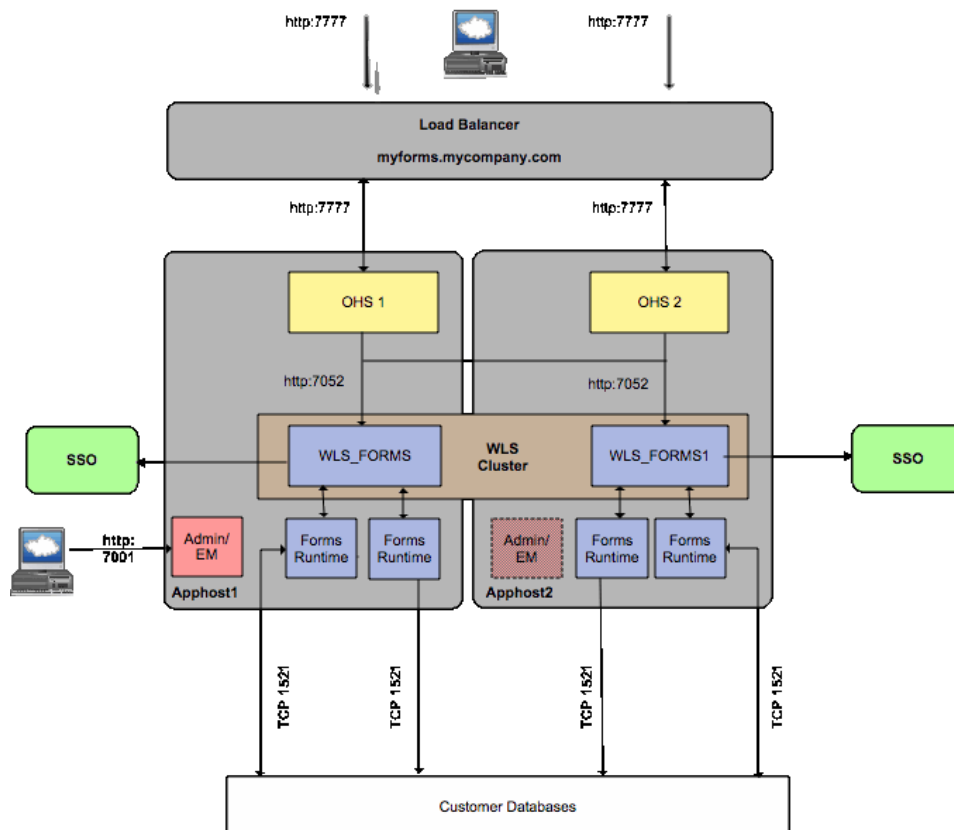 http:7777
http:7777
Load Balancer
myforms.mycompany.com
http:7777
http:7777
OHS 1
OHS 2
http:7052
http:7052
SSO
WLS_FORMS
WLS
Cluster
WLS_FORMS1
SSO
http:
7001
Admin/
EM
Forms
Runtime
Forms
Runtime
Admin/
EM
Forms
Runtime
Forms
Runtime
Apphost1
Apphost2
TCP 1521
TCP 1521
TCP 1521
TCP 1521
Customer Databases